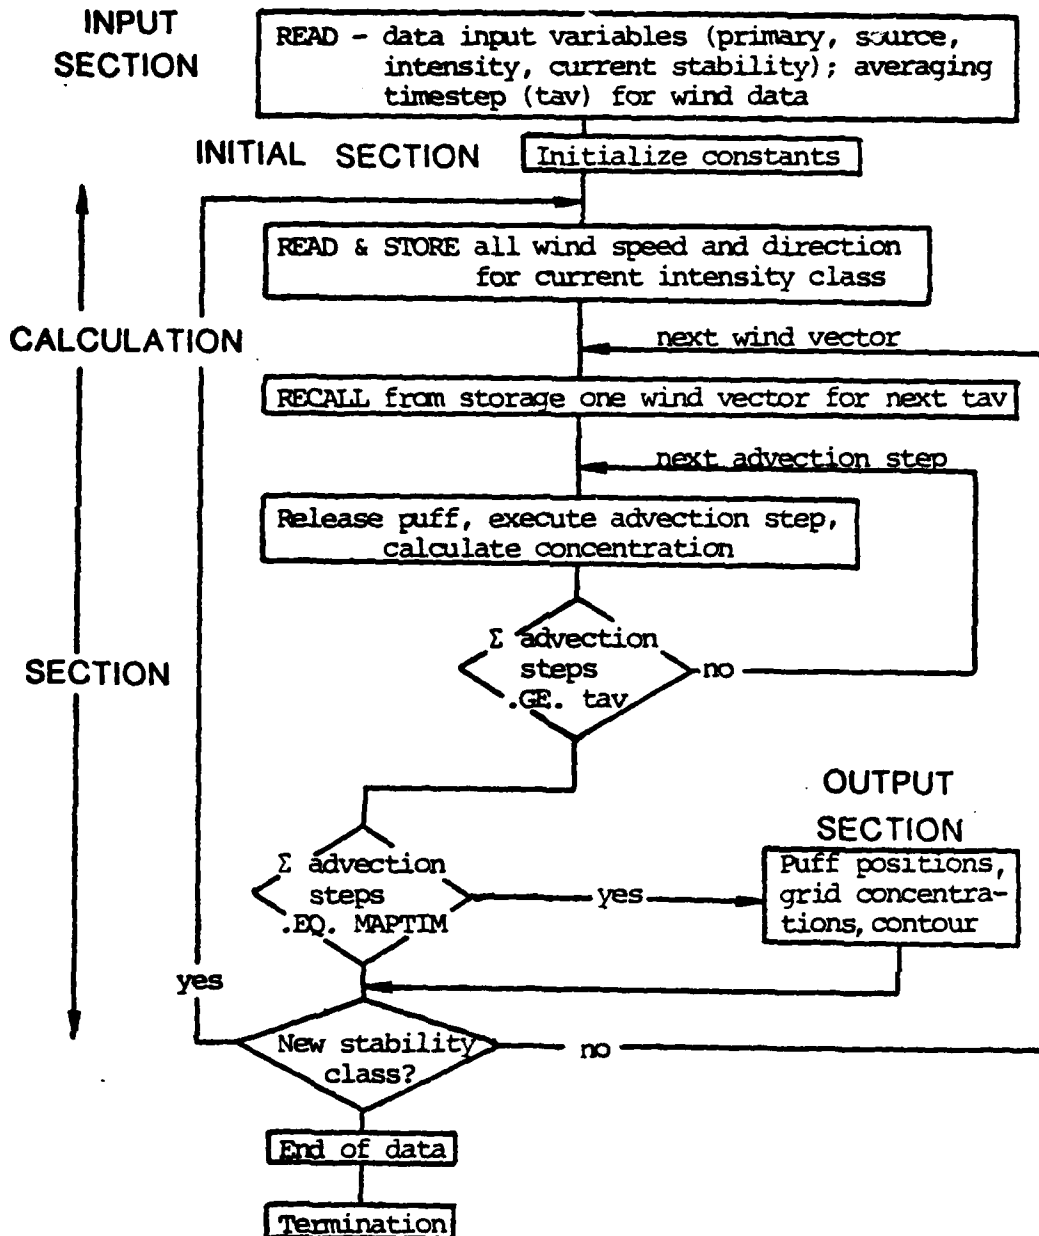 INPUT
SECTION
READ - data input variables (primary, source,
intensity, current stability); averaging
timestep (tav) for wind data
INITIAL SECTION
Initialize constants
READ & STORE all wind speed and direction
for current intensity class
CALCULATION
next wind vector
RECALL from storage one wind vector for next tav
next advection step
Release puff, execute advection step,
calculate concentration
Σ advection
steps
.GE. tav
no
SECTION
OUTPUT
SECTION
Σ advection
steps
.EQ. MAPTIM
yes
Puff positions,
grid concentra-
tions, contour
yes
New stability
class?
no
End of data
Termination